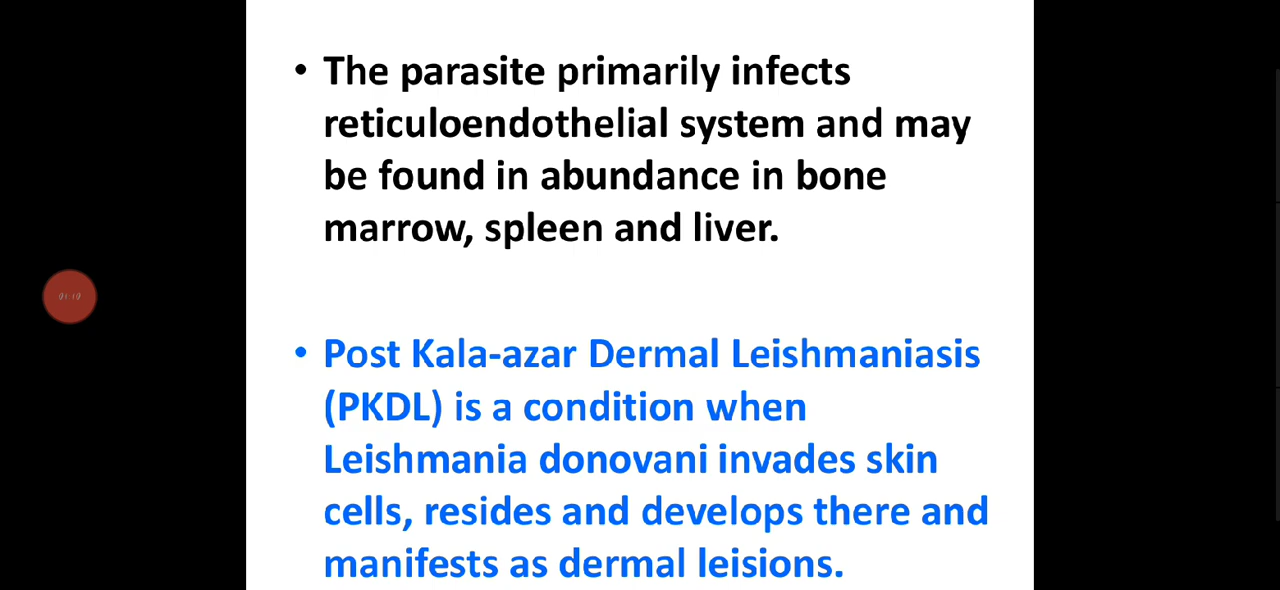 • The parasite primarily infects
reticuloendothelial system and may
be found in abundance in bone
marrow, spleen and liver.
01:10
• Post Kala-azar Dermal Leishmaniasis
(PKDL) is a condition when
Leishmania donovani invades skin
cells, resides and develops there and
manifests as dermal leisions.